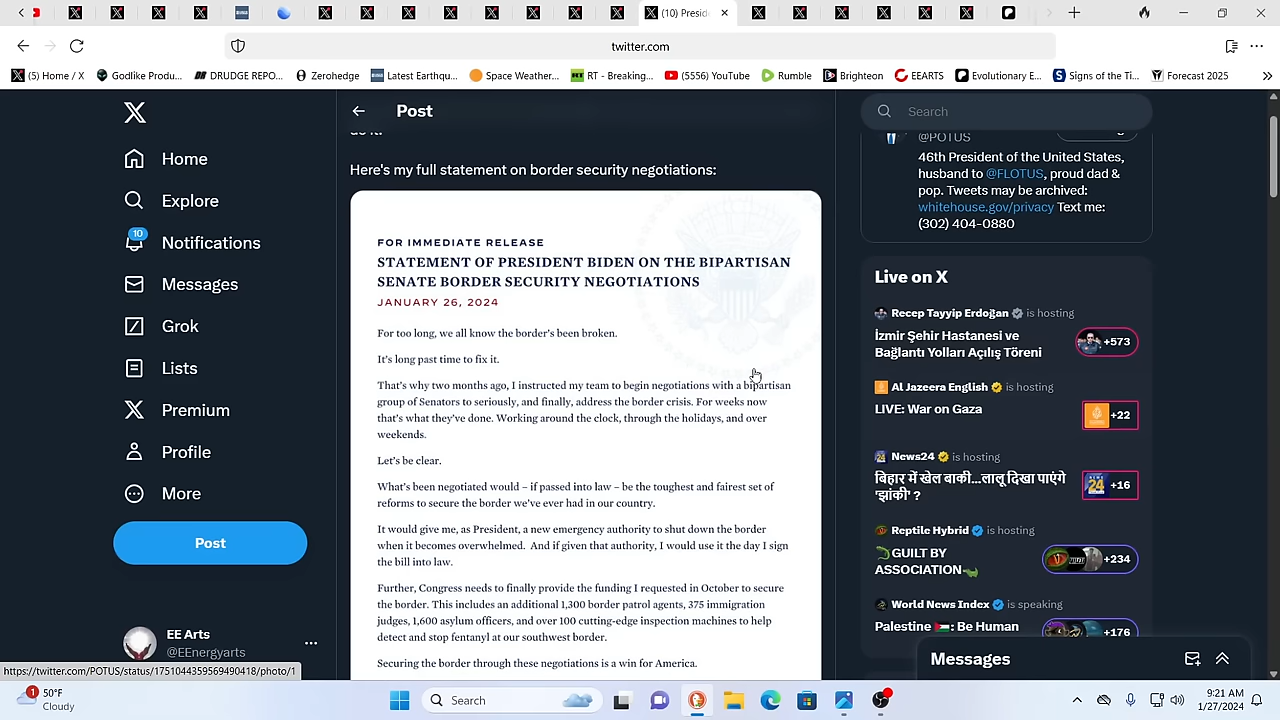 (10) Presid
twitter.com
(5) Home / X
Godlike Produ...
DRUDGE REPO...
Zerohedge
Latest Earthqu...
Space Weather...
RT - Breaking...
(5556) YouTube
Rumble
Brighteon
EEARTS
Evolutionary E...
Signs of the Ti...
Forecast 2025
Home
Explore
10
Notifications
Messages
Grok
Lists
Premium
Profile
More
Post
EE Arts
@EEnergyarts
https://twitter.com/POTUS/status/1751044359569490418/photo/1
Post
do it.
Here's my full statement on border security negotiations:
FOR IMMEDIATE RELEASE
STATEMENT OF PRESIDENT BIDEN ON THE BIPARTISAN
SENATE BORDER SECURITY NEGOTIATIONS
JANUARY 26, 2024
For too long, we all know the border's been broken.
It's long past time to fix it.
That's why two months ago, I instructed my team to begin negotiations with a bipartisan
group of Senators to seriously, and finally, address the border crisis. For weeks now
that's what they've done. Working around the clock, through the holidays, and over
weekends.
Let's be clear.
What's been negotiated would – if passed into law – be the toughest and fairest set of
reforms to secure the border we've ever had in our country.
It would give me, as President, a new emergency authority to shut down the border
when it becomes overwhelmed. And if given that authority, I would use it the day I sign
the bill into law.
Further, Congress needs to finally provide the funding I requested in October to secure
the border. This includes an additional 1,300 border patrol agents, 375 immigration
judges, 1,600 asylum officers, and over 100 cutting-edge inspection machines to help
detect and stop fentanyl at our southwest border.
Securing the border through these negotiations is a win for America.
Search
@POTUS
46th President of the United States,
husband to @FLOTUS, proud dad &
pop. Tweets may be archived:
whitehouse.gov/privacy Text me:
(302) 404-0880
Live on X
Recep Tayyip Erdoğan is hosting
İzmir Şehir Hastanesi ve
Bağlantı Yolları Açılış Töreni
+573
Al Jazeera English is hosting
LIVE: War on Gaza
+22
News24 is hosting
बिहार में खेल बाकी...लालू दिखा पाएंगे
'झांकी' ?
+16
Reptile Hybrid is hosting
GUILT BY
ASSOCIATION
+234
World News Index is speaking
Palestine : Be Human
+176
Messages
1
50°F
Cloudy
Search
9:21 AM
1/27/2024